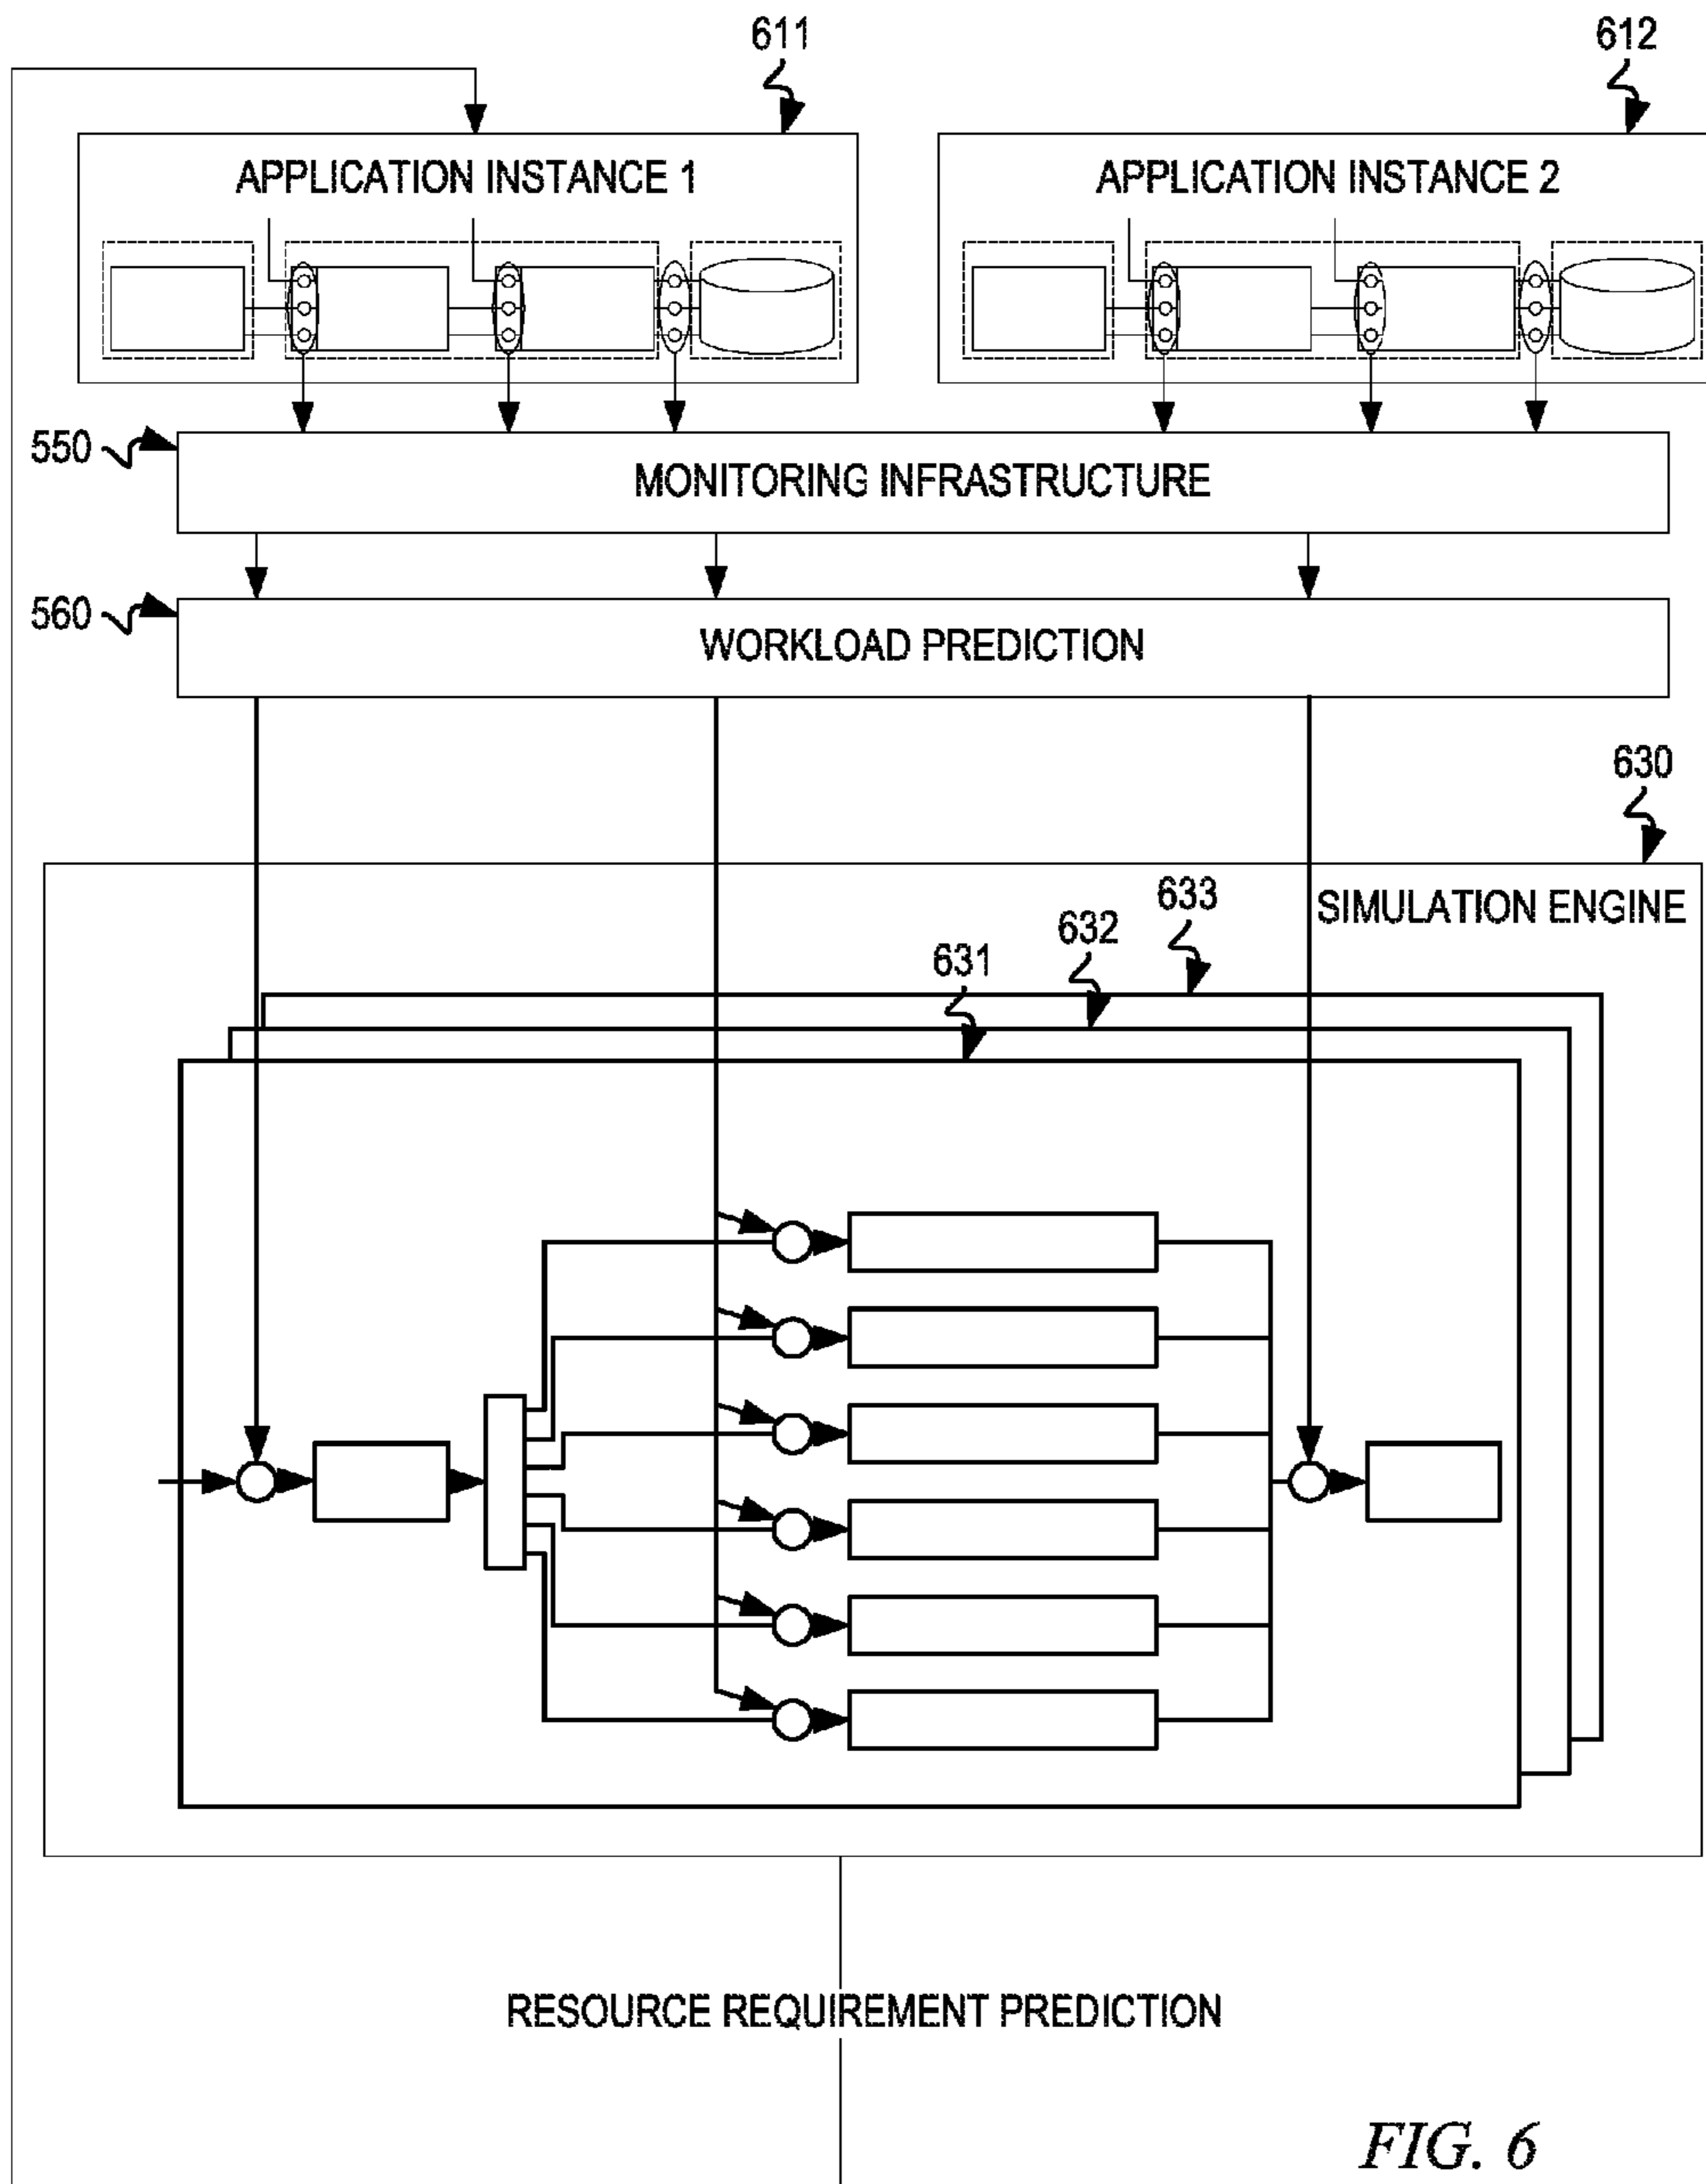 611
612
APPLICATION INSTANCE 1
APPLICATION INSTANCE 2
550
MONITORING INFRASTRUCTURE
560
WORKLOAD PREDICTION
630
SIMULATION ENGINE
633
632
631
RESOURCE REQUIREMENT PREDICTION
FIG. 6